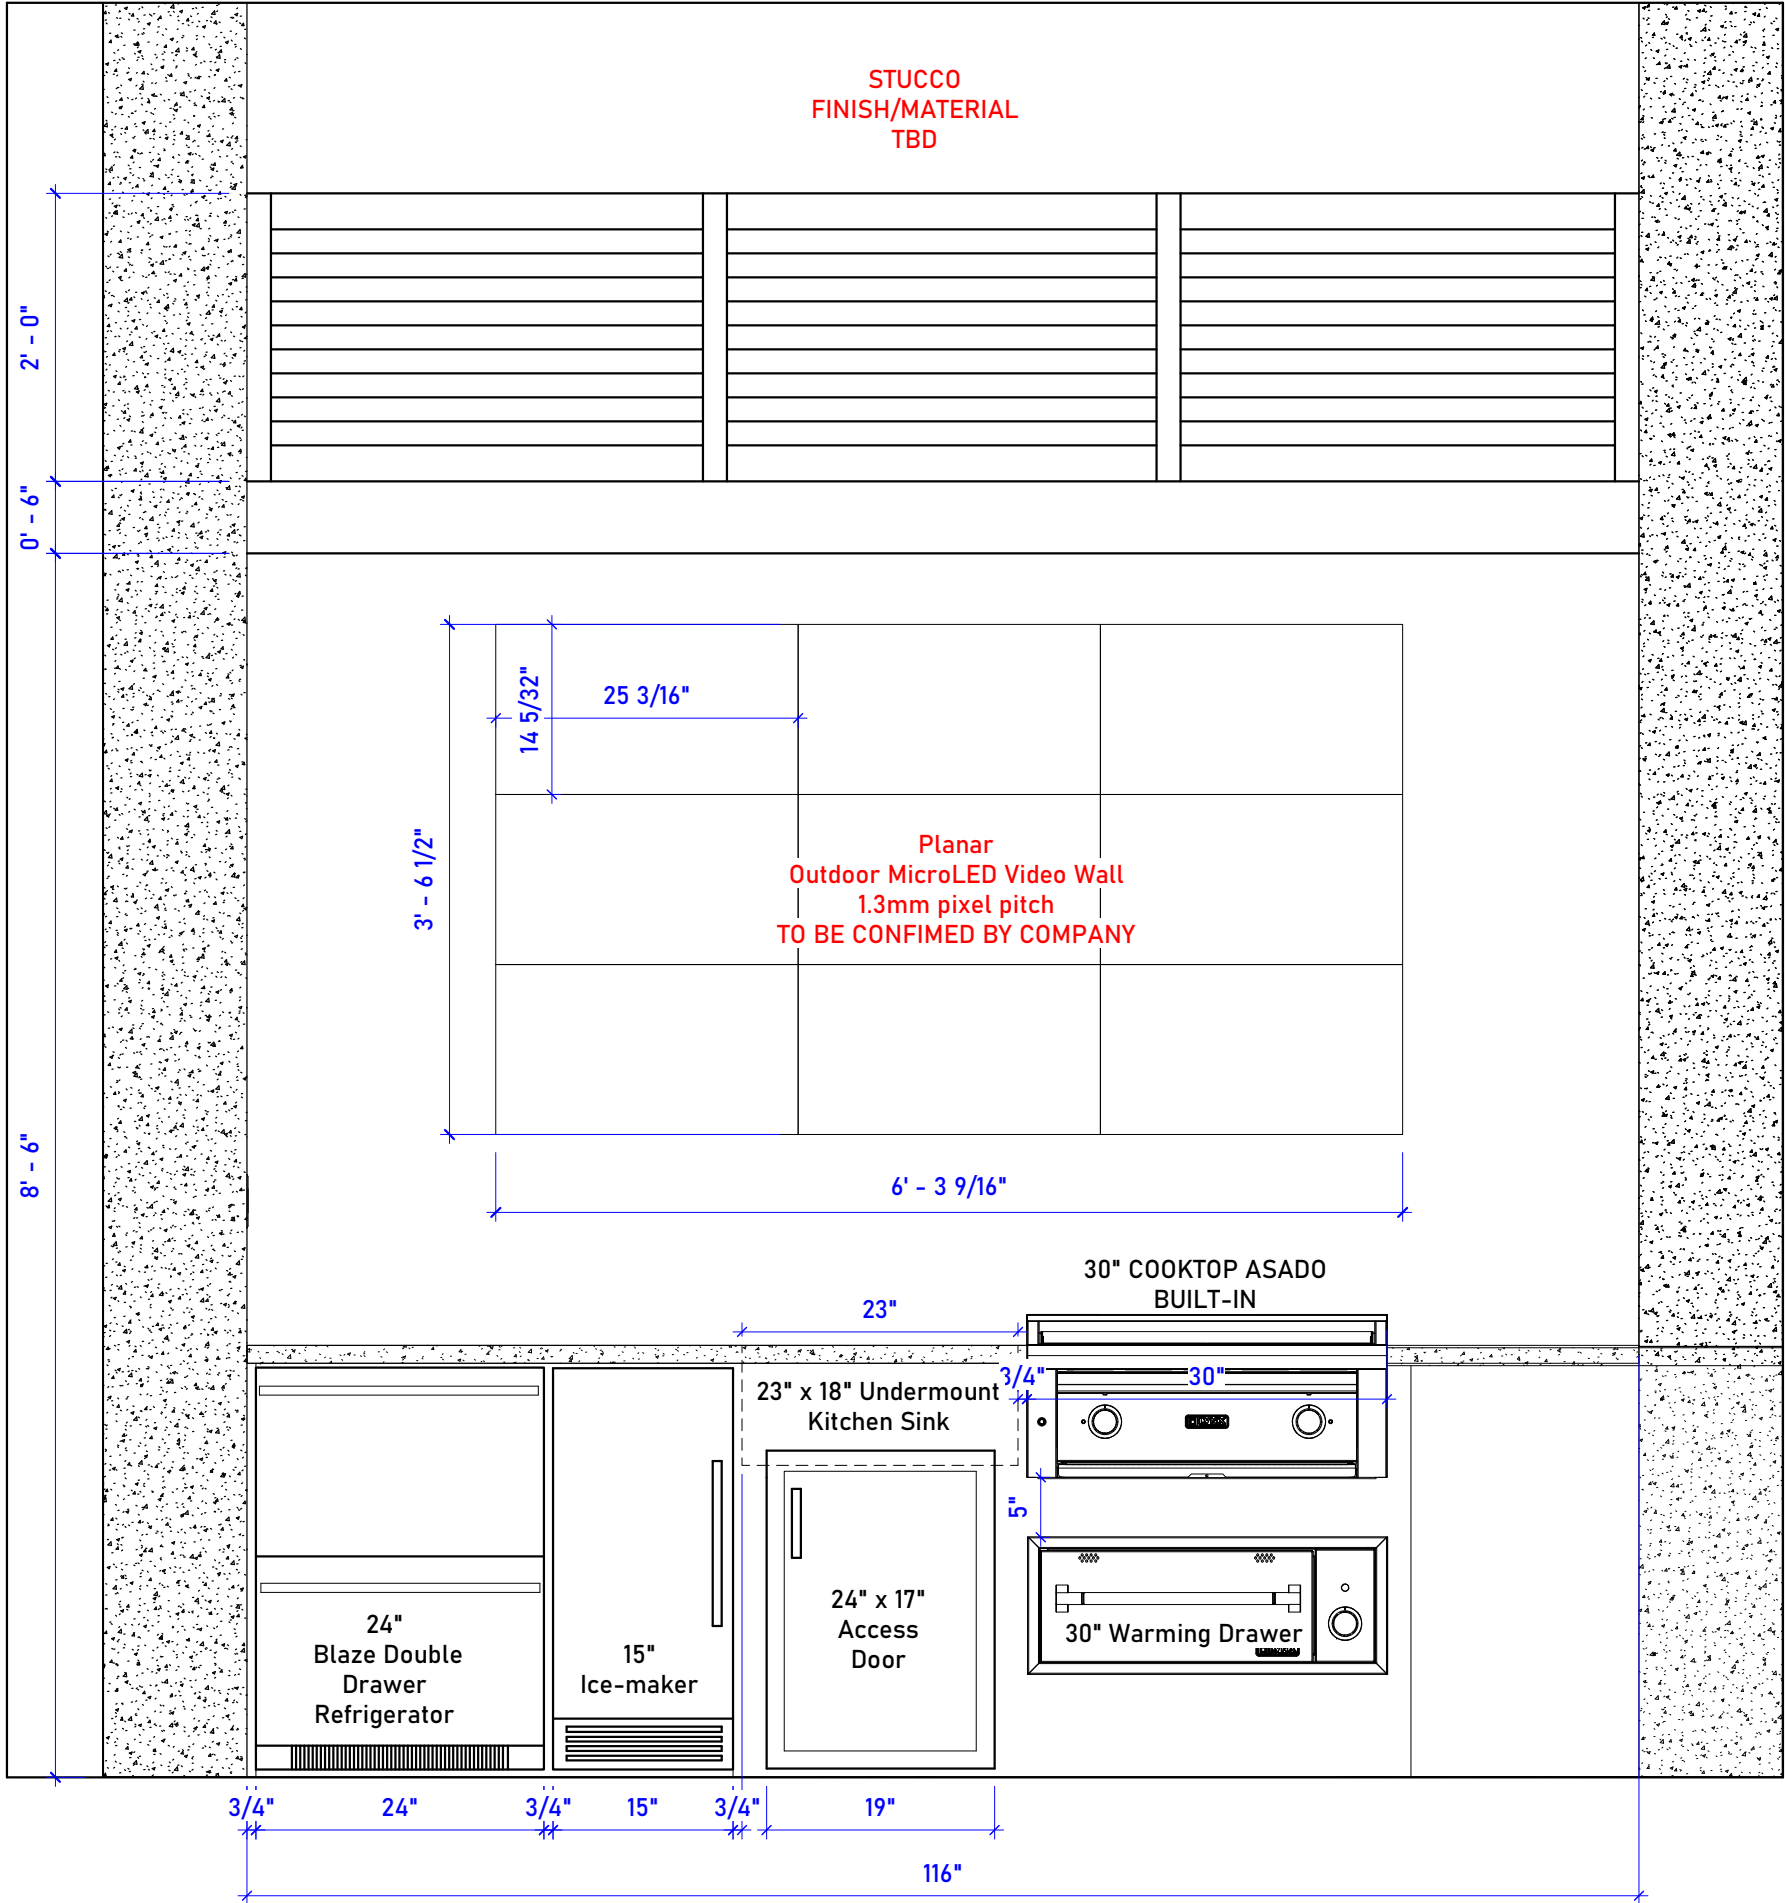 STUCCO
FINISH/MATERIAL
TBD
2' - 0"
0' - 6"
8' - 6"
14 5/32"
25 3/16"
3' - 6 1/2"
Planar
Outdoor MicroLED Video Wall
1.3mm pixel pitch
TO BE CONFIMED BY COMPANY
6' - 3 9/16"
30" COOKTOP ASADO
BUILT-IN
23"
3/4"
30"
23" x 18" Undermount
Kitchen Sink
5"
24"
Blaze Double
Drawer
Refrigerator
15"
Ice-maker
24" x 17"
Access
Door
30" Warming Drawer
3/4"
24"
3/4"
15"
3/4"
19"
116"